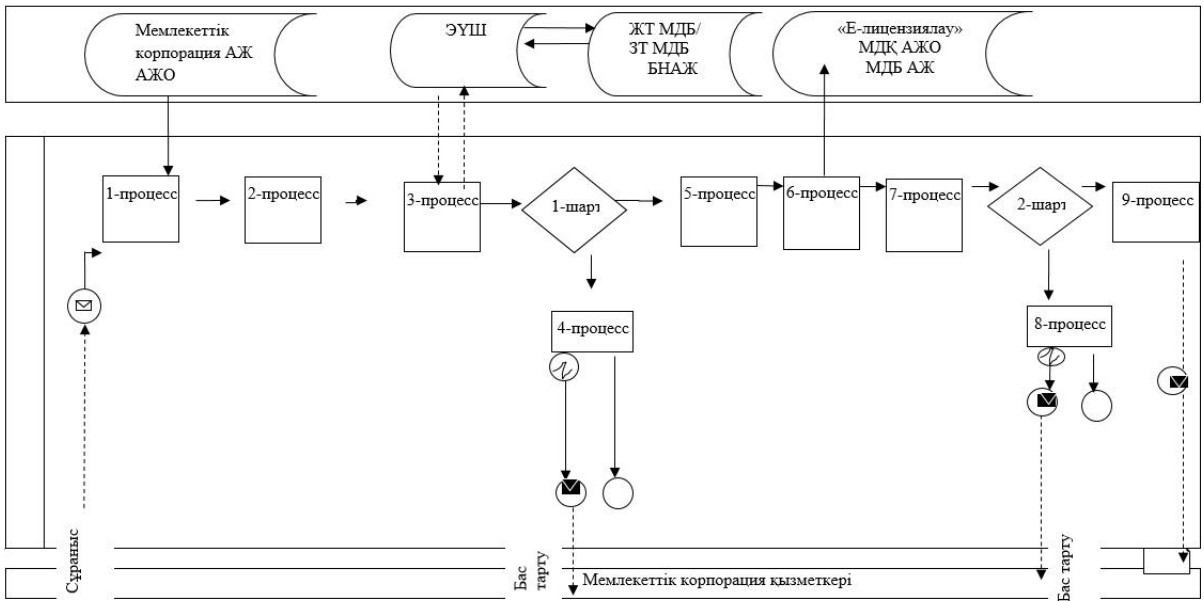 Мемлекеттік
корпорация АЖ
АЖО
ЭҮШ
ЖТ МДБ/
ЗТ МДБ
БНАЖ
«Е-лицензиялау»
МДҚ АЖО
МДБ АЖ
1-процесс
2-процесс
3-процесс
1-шарт
5-процесс
6-процесс
7-процесс
2-шарт
9-процесс
4-процесс
8-процесс
Сұраныс
Бас
тарту
Бас тарту
Мемлекеттік корпорация қызметкері